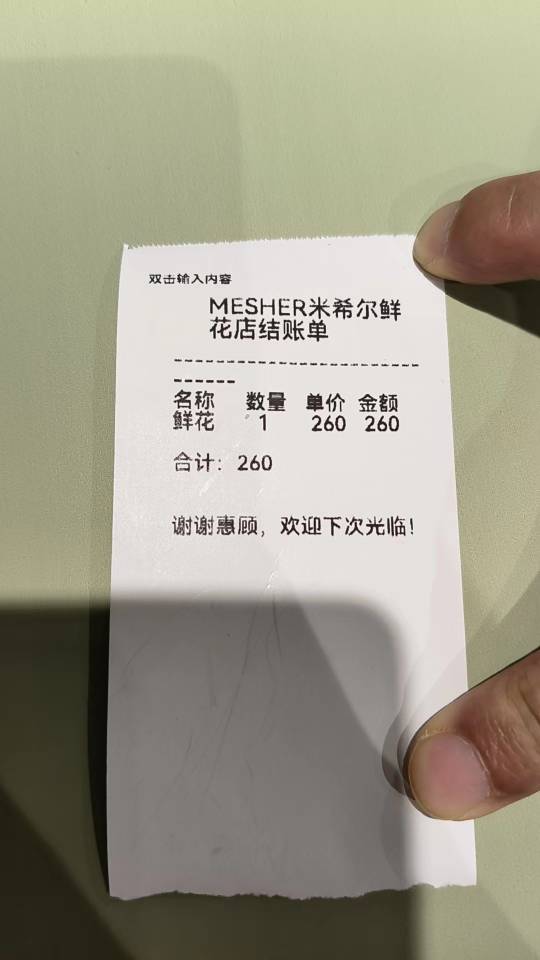 双击输入内容
MESHER米希尔鲜
花店结账单
------------------------
------
名称 数量 单价 金额
鲜花 1 260 260
合计：260
谢谢惠顾，欢迎下次光临！